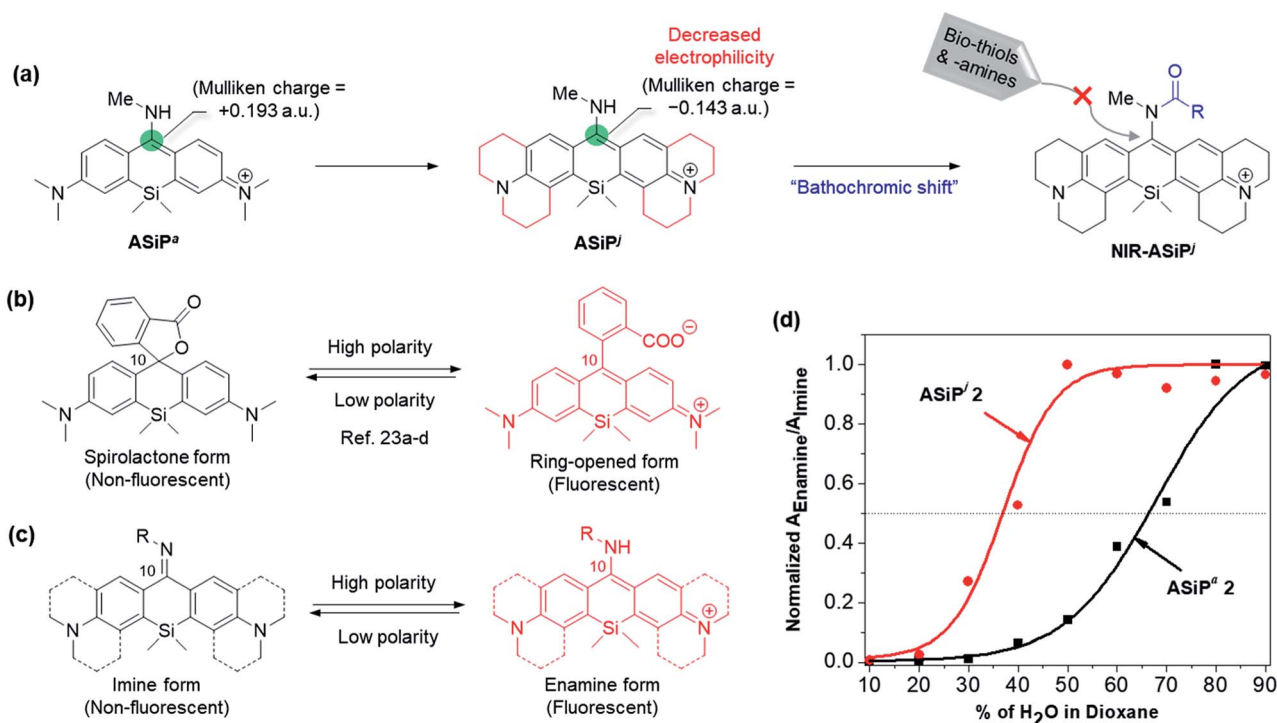 (a)
Me
NH
(Mulliken charge =
+0.193 a.u.)
N
Si
N
+
ASiPᵃ
Decreased
electrophilicity
Me
NH
(Mulliken charge =
−0.143 a.u.)
N
Si
N
+
ASiPʲ
"Bathochromic shift"
Bio-thiols
& -amines
O
Me
N
R
N
Si
N
+
NIR-ASiPʲ
(b)
O
O
10
N
Si
N
Spirolactone form
(Non-fluorescent)
High polarity
Low polarity
Ref. 23a-d
COO⁻
10
N
Si
N
+
Ring-opened form
(Fluorescent)
(c)
R
N
10
N
Si
N
Imine form
(Non-fluorescent)
High polarity
Low polarity
R
NH
10
N
Si
N
+
Enamine form
(Fluorescent)
(d)
Normalized A_Enamine/A_Imine
1.0
0.8
0.6
0.4
0.2
0.0
ASiPʲ 2
ASiPᵃ 2
10 20 30 40 50 60 70 80 90
% of H₂O in Dioxane